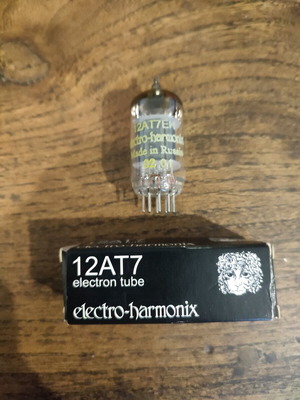 12AT7EH
electro-harmonix
Made in Russia
12AT7
electron tube
electro-harmonix